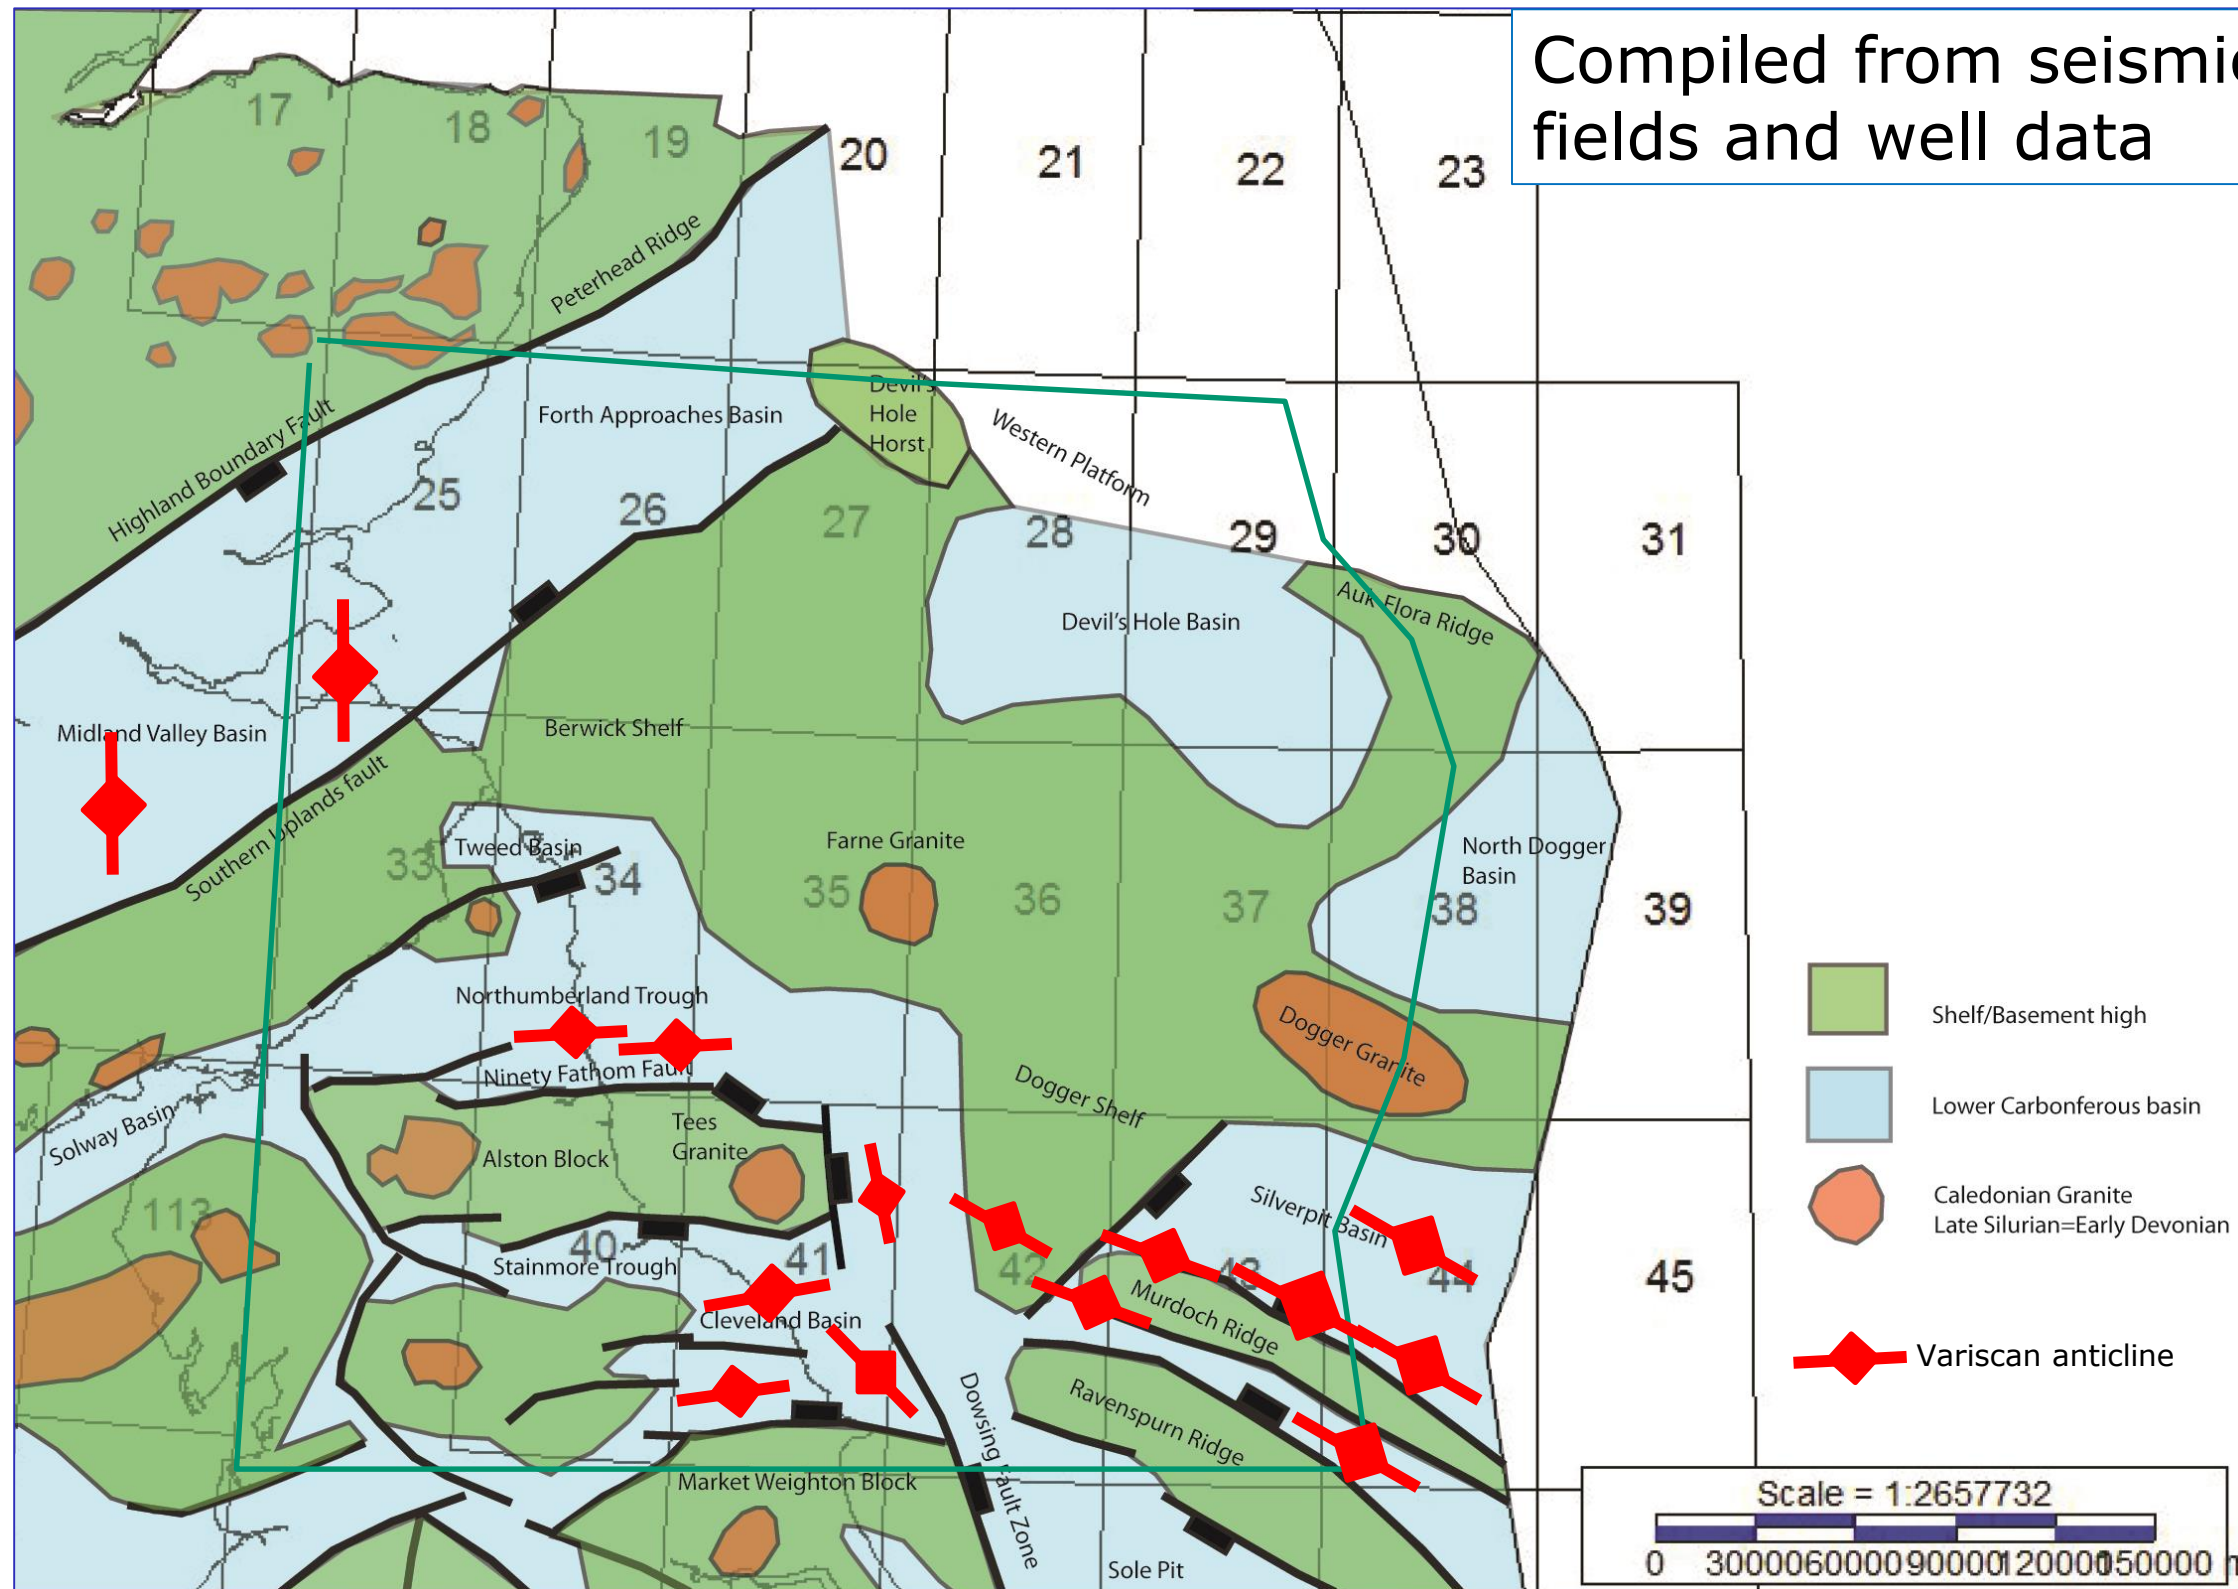 Compiled from seismic
fields and well data
17
18
19
20
21
22
23
Peterhead Ridge
Highland Boundary Fault
Forth Approaches Basin
Devil's
Hole
Horst
Western Platform
25
26
27
28
29
30
31
Devil's Hole Basin
Auk-Flora Ridge
Midland Valley Basin
Berwick Shelf
Southern Uplands fault
Tweed Basin
Farne Granite
North Dogger
Basin
33
34
35
36
37
38
39
Northumberland Trough
Ninety Fathom Fault
Dogger Granite
Dogger Shelf
Solway Basin
Tees
Granite
Alston Block
Silverpit Basin
113
40
41
42
43
44
45
Stainmore Trough
Cleveland Basin
Murdoch Ridge
Ravenspurn Ridge
Dowsing Fault Zone
Market Weighton Block
Sole Pit
Shelf/Basement high
Lower Carbonferous basin
Caledonian Granite
Late Silurian=Early Devonian
Variscan anticline
Scale = 1:2657732
0 30000 60000 90000 120000 150000